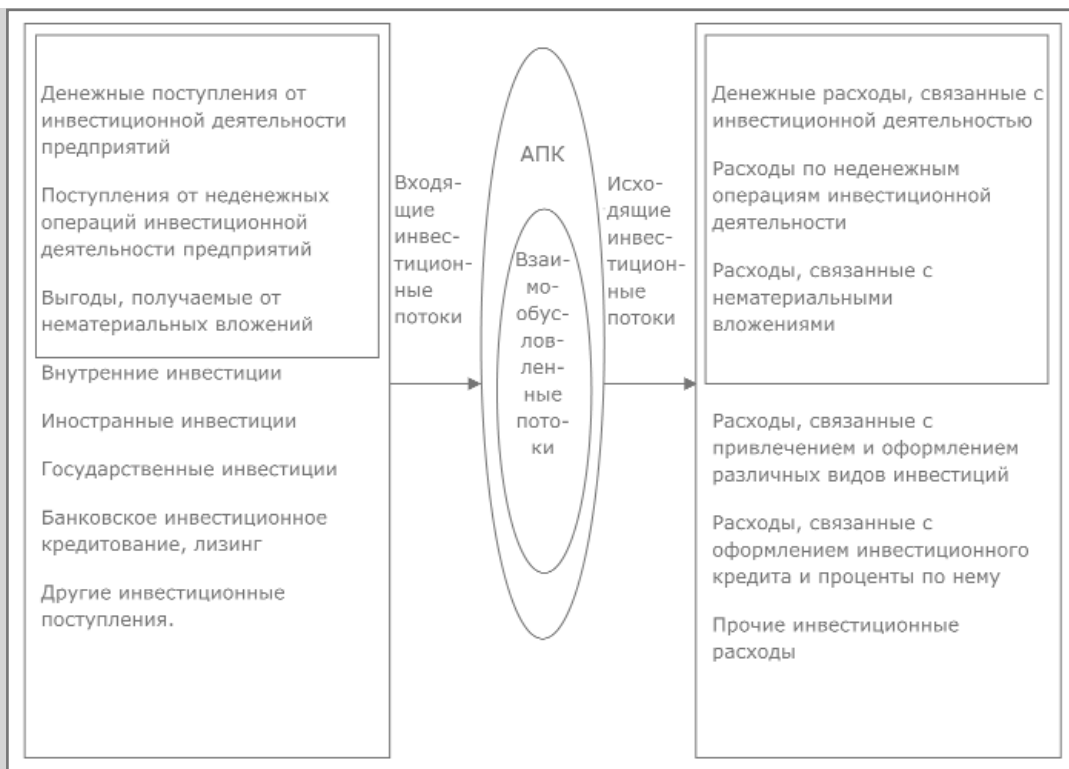 Денежные поступления от
инвестиционной деятельности
предприятий
Поступления от неденежных
операций инвестиционной
деятельности предприятий
Выгоды, получаемые от
нематериальных вложений
Внутренние инвестиции
Иностранные инвестиции
Государственные инвестиции
Банковское инвестиционное
кредитование, лизинг
Другие инвестиционные
поступления.
Входя-
щие
инвес-
тицион-
ные
потоки
АПК
Взаи-
мо-
обус-
лов-
лен-
ные
пото-
ки
Исхо-
дящие
инвес-
тицион-
ные
потоки
Денежные расходы, связанные с
инвестиционной деятельностью
Расходы по неденежным
операциям инвестиционной
деятельности
Расходы, связанные с
нематериальными
вложениями
Расходы, связанные с
привлечением и оформлением
различных видов инвестиций
Расходы, связанные с
оформлением инвестиционного
кредита и проценты по нему
Прочие инвестиционные
расходы